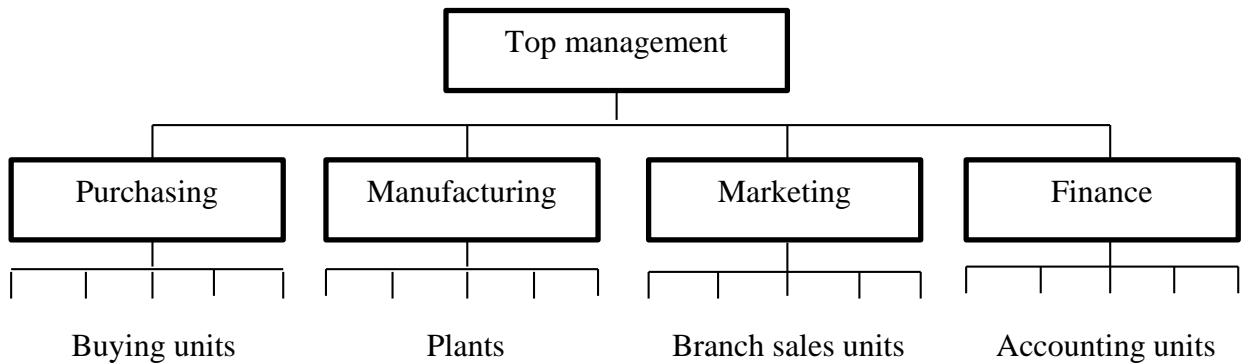 Top management
Purchasing
Manufacturing
Marketing
Finance
Buying units
Plants
Branch sales units
Accounting units